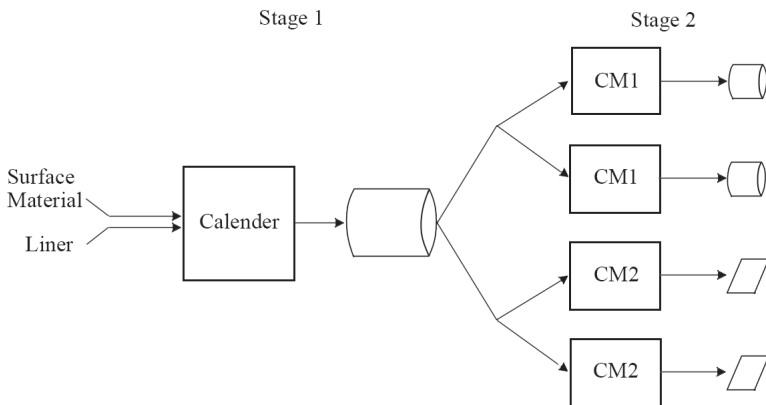 Stage 1
Stage 2
CM1
CM1
Surface
Material
Calender
Liner
CM2
CM2